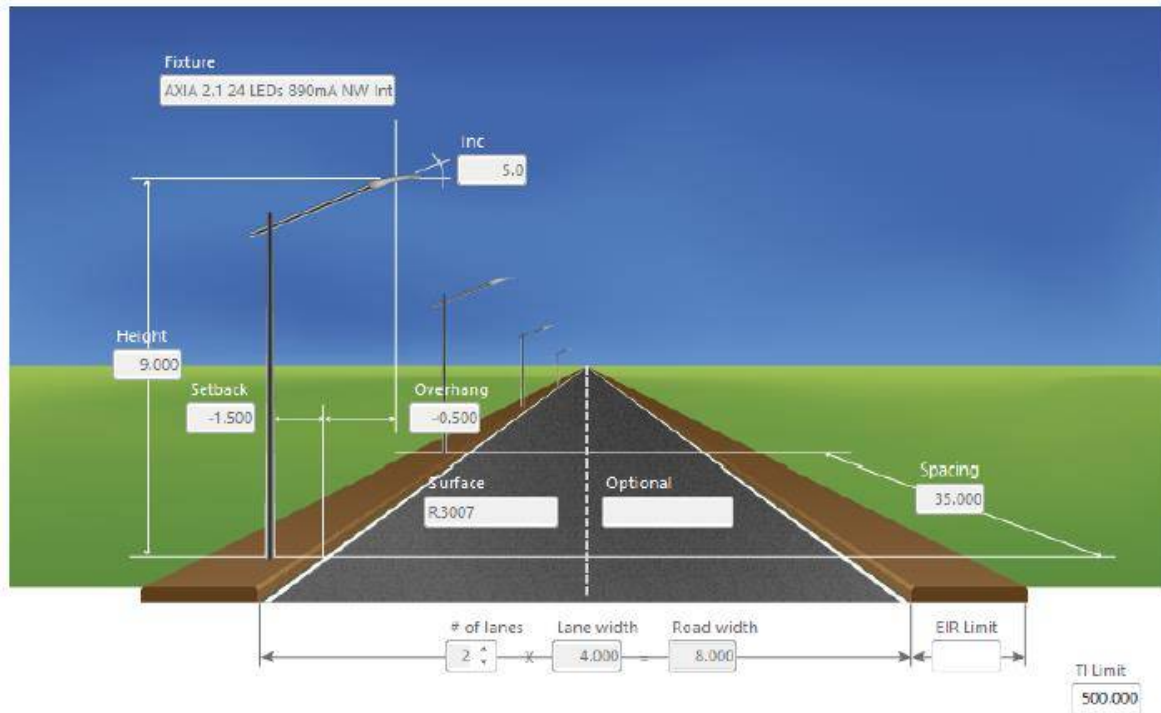 Fixture
AXIA 2.1 24 LEDs 890mA NW Int
Inc
5.0
Height
9.000
Setback
-1.500
Overhang
-0.500
Spacing
35.000
Surface
R3007
Optional
# of lanes
2
x
Lane width
4.000
=
Road width
8.000
EIR Limit
TI Limit
500.000